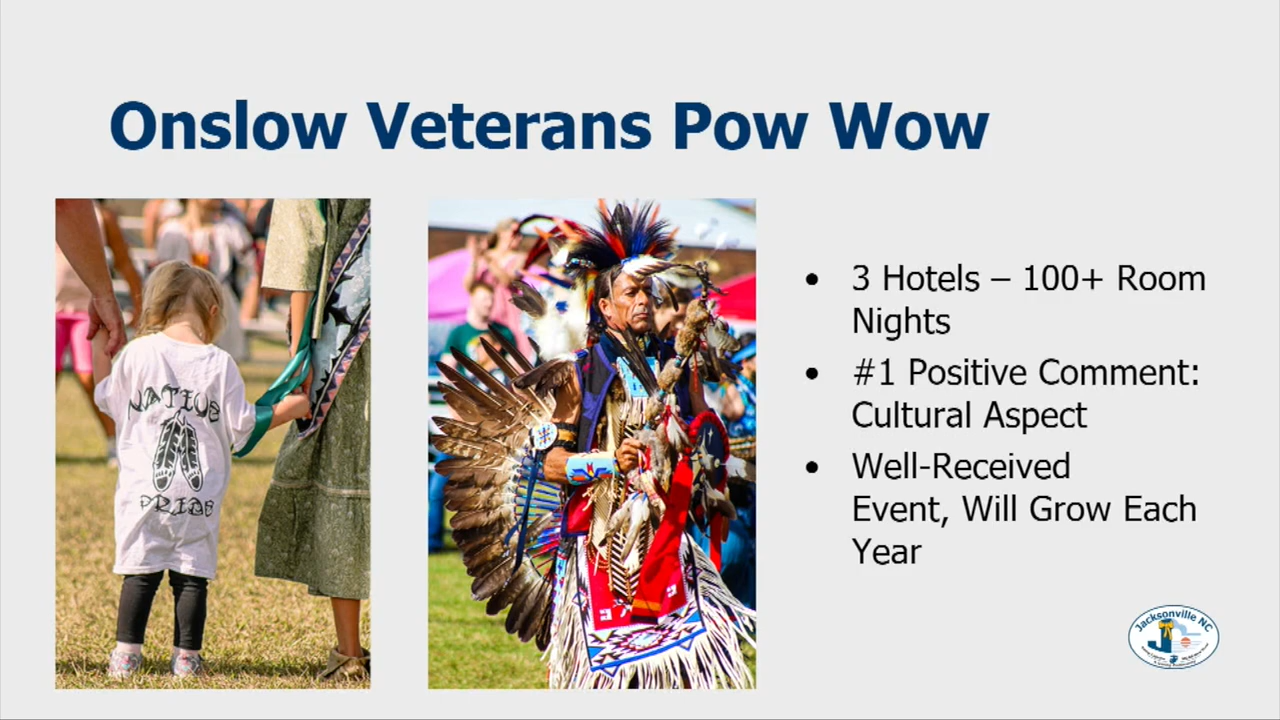 Onslow Veterans Pow Wow
NATIVE
PRIDE
• 3 Hotels – 100+ Room
Nights
• #1 Positive Comment:
Cultural Aspect
• Well-Received
Event, Will Grow Each
Year
Jacksonville NC